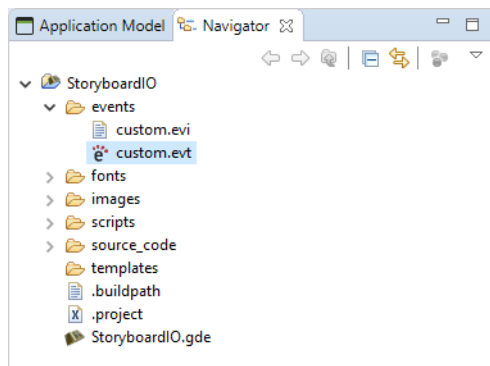 Application Model Navigator
StoryboardIO
events
custom.evi
custom.evt
fonts
images
scripts
source_code
templates
.buildpath
.project
StoryboardIO.gde